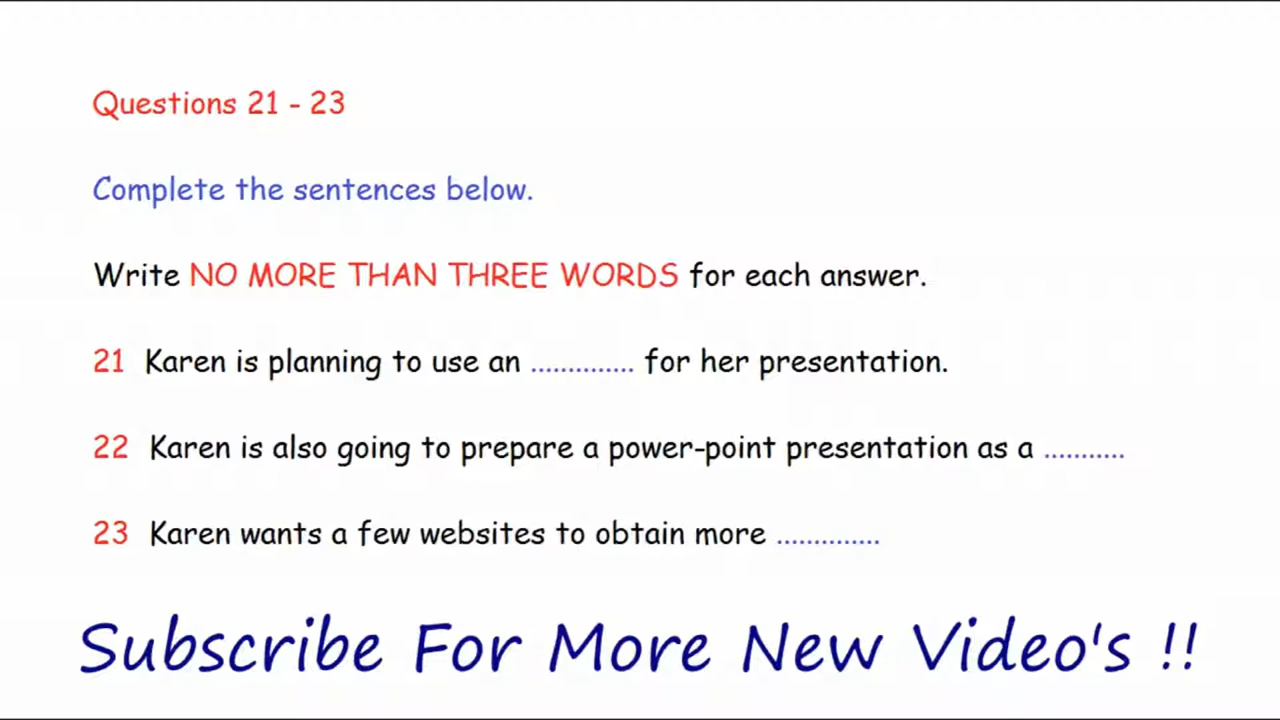 Questions 21 - 23
Complete the sentences below.
Write NO MORE THAN THREE WORDS for each answer.
21 Karen is planning to use an .............. for her presentation.
22 Karen is also going to prepare a power-point presentation as a ...........
23 Karen wants a few websites to obtain more ..............
Subscribe For More New Video's !!